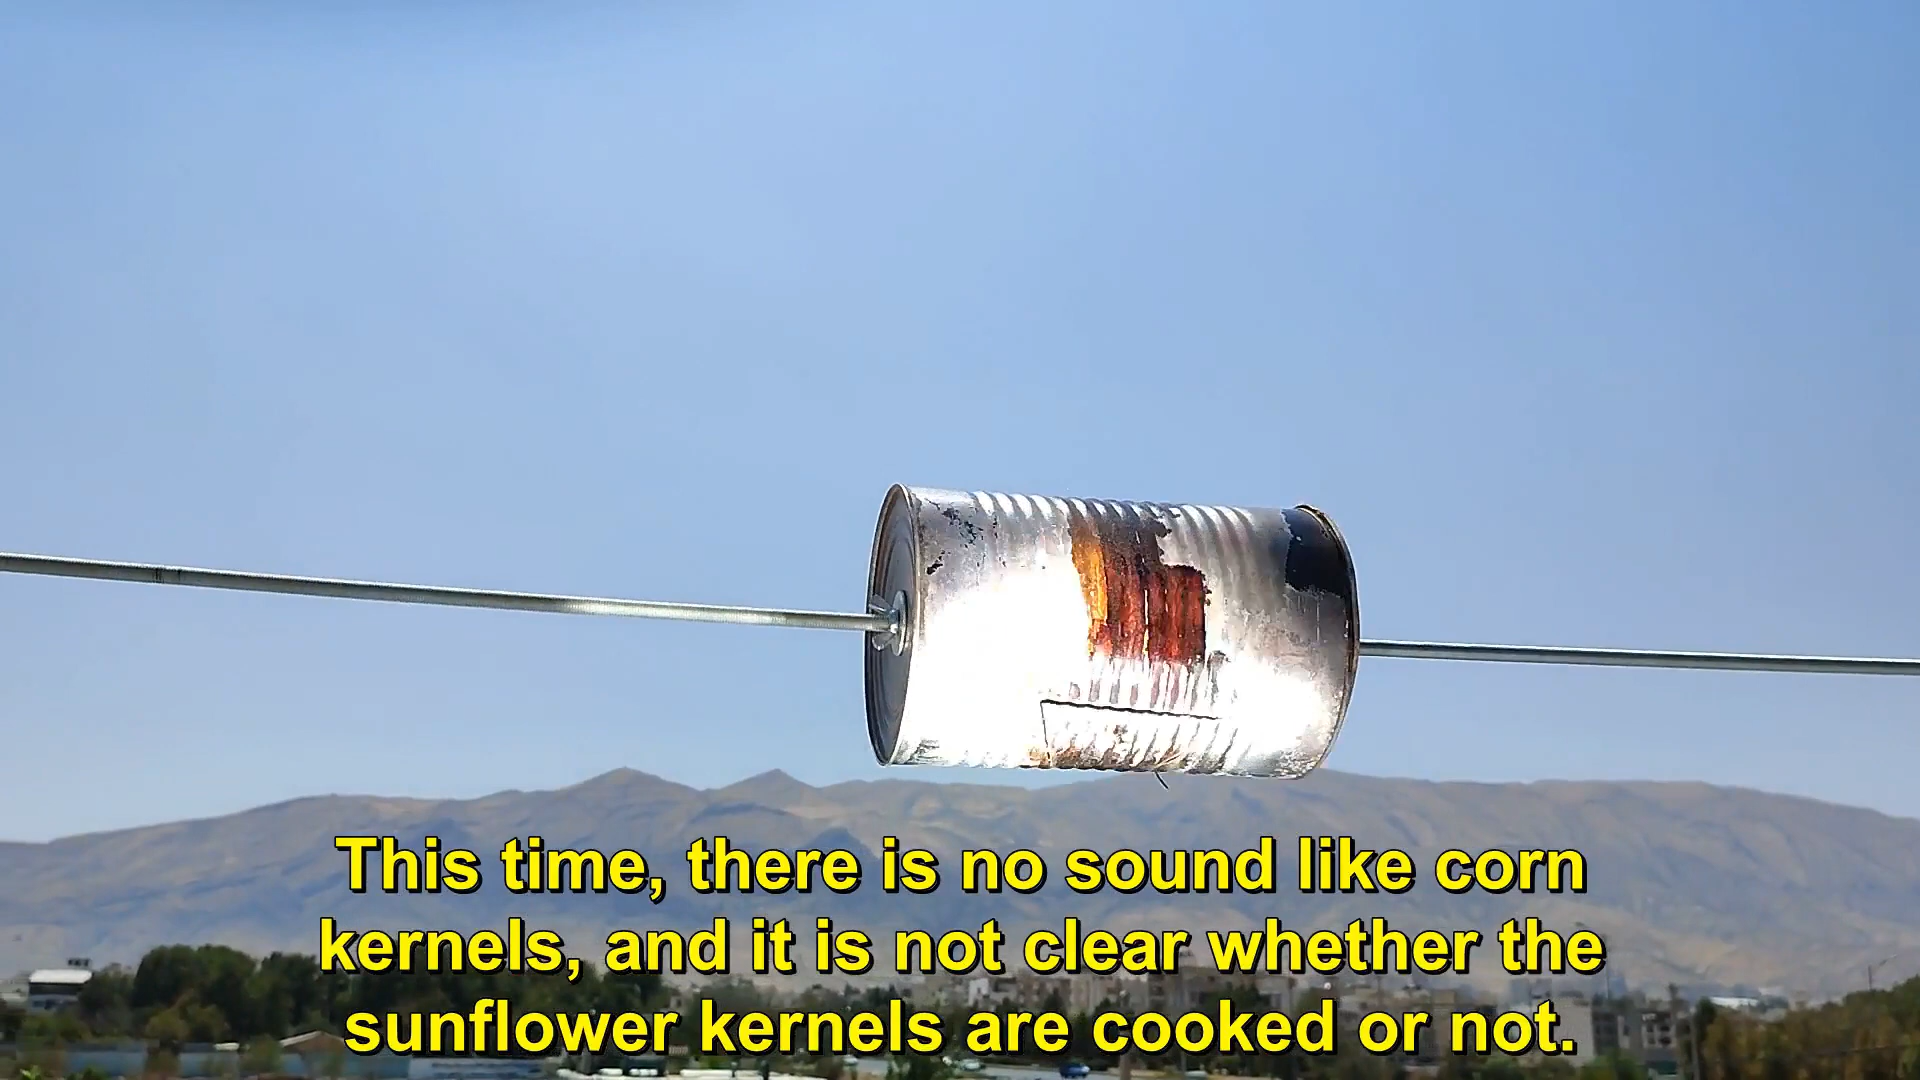 This time, there is no sound like corn
kernels, and it is not clear whether the
sunflower kernels are cooked or not.